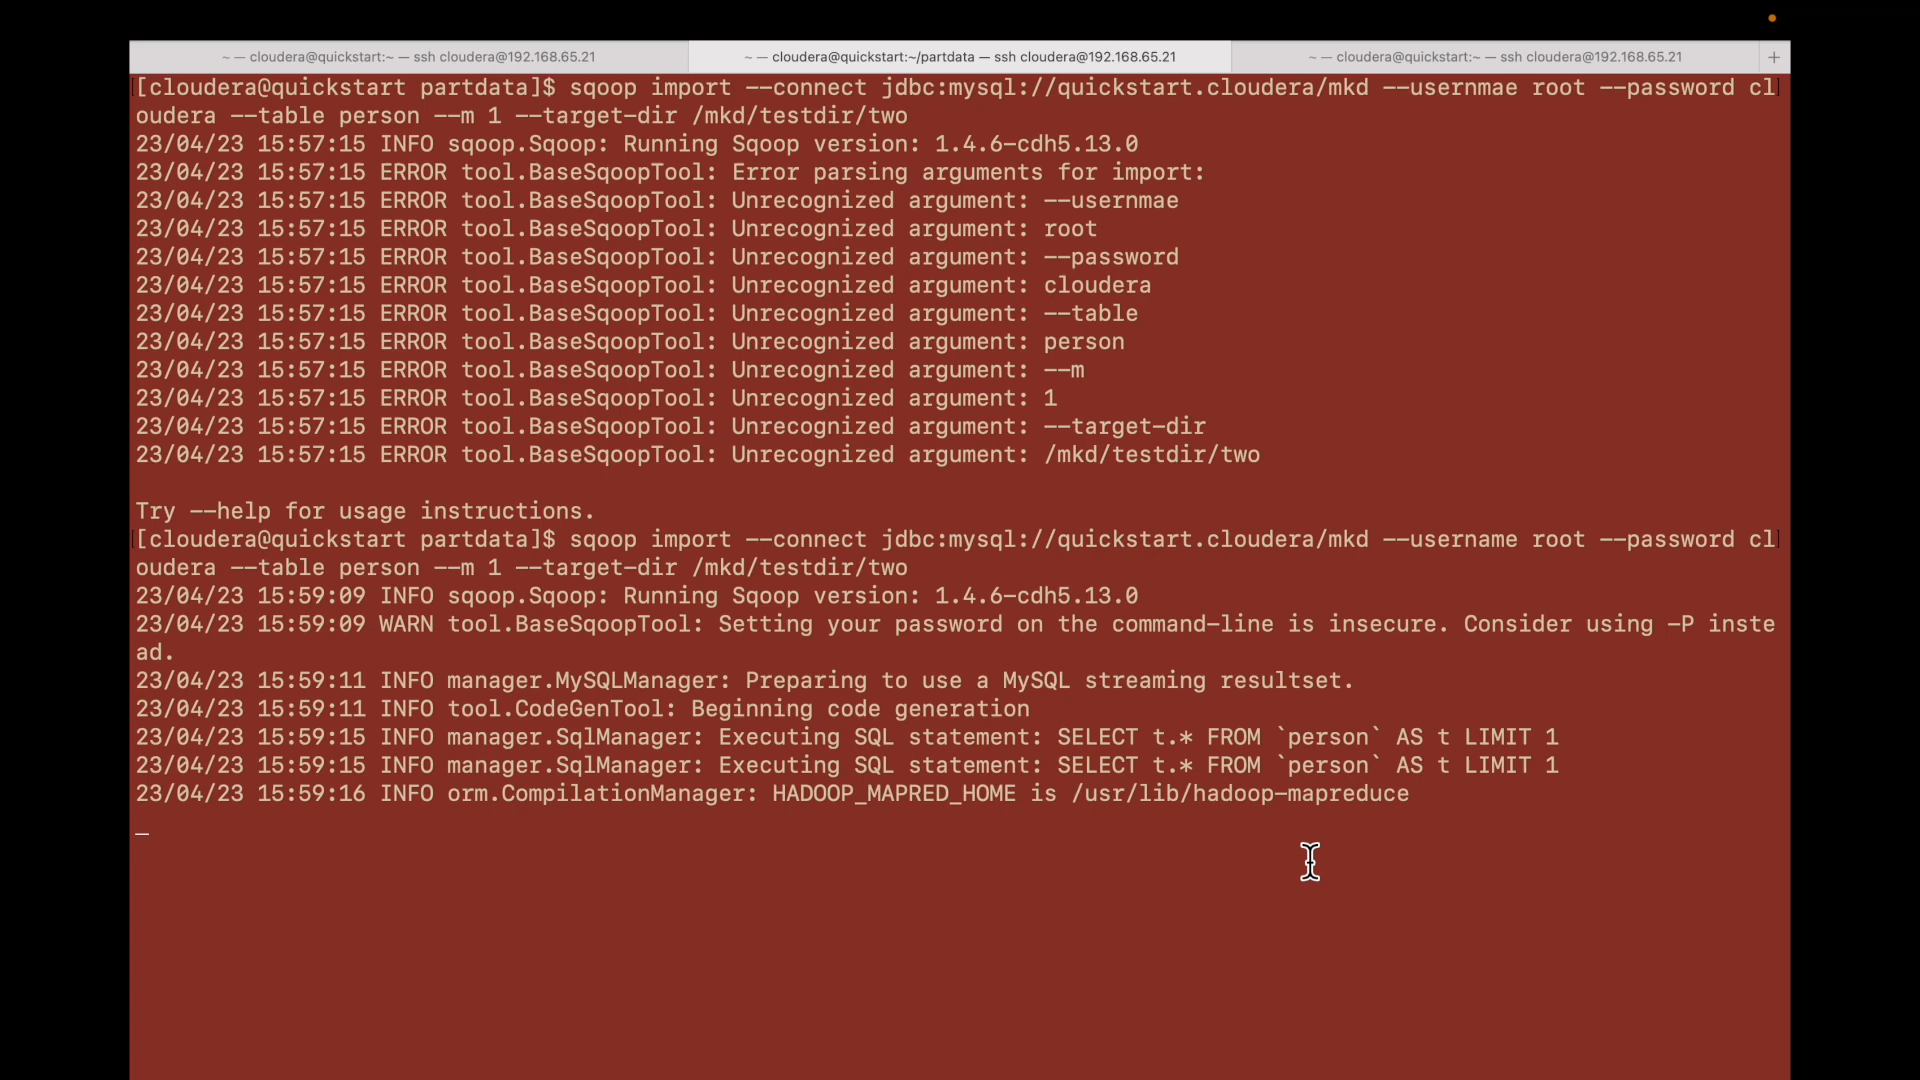 ~ — cloudera@quickstart:~ — ssh cloudera@192.168.65.21
~ — cloudera@quickstart:~/partdata — ssh cloudera@192.168.65.21
~ — cloudera@quickstart:~ — ssh cloudera@192.168.65.21
+
[cloudera@quickstart partdata]$ sqoop import --connect jdbc:mysql://quickstart.cloudera/mkd --usernmae root --password cl
oudera --table person --m 1 --target-dir /mkd/testdir/two
23/04/23 15:57:15 INFO sqoop.Sqoop: Running Sqoop version: 1.4.6-cdh5.13.0
23/04/23 15:57:15 ERROR tool.BaseSqoopTool: Error parsing arguments for import:
23/04/23 15:57:15 ERROR tool.BaseSqoopTool: Unrecognized argument: --usernmae
23/04/23 15:57:15 ERROR tool.BaseSqoopTool: Unrecognized argument: root
23/04/23 15:57:15 ERROR tool.BaseSqoopTool: Unrecognized argument: --password
23/04/23 15:57:15 ERROR tool.BaseSqoopTool: Unrecognized argument: cloudera
23/04/23 15:57:15 ERROR tool.BaseSqoopTool: Unrecognized argument: --table
23/04/23 15:57:15 ERROR tool.BaseSqoopTool: Unrecognized argument: person
23/04/23 15:57:15 ERROR tool.BaseSqoopTool: Unrecognized argument: --m
23/04/23 15:57:15 ERROR tool.BaseSqoopTool: Unrecognized argument: 1
23/04/23 15:57:15 ERROR tool.BaseSqoopTool: Unrecognized argument: --target-dir
23/04/23 15:57:15 ERROR tool.BaseSqoopTool: Unrecognized argument: /mkd/testdir/two
Try --help for usage instructions.
[cloudera@quickstart partdata]$ sqoop import --connect jdbc:mysql://quickstart.cloudera/mkd --username root --password cl
oudera --table person --m 1 --target-dir /mkd/testdir/two
23/04/23 15:59:09 INFO sqoop.Sqoop: Running Sqoop version: 1.4.6-cdh5.13.0
23/04/23 15:59:09 WARN tool.BaseSqoopTool: Setting your password on the command-line is insecure. Consider using -P inste
ad.
23/04/23 15:59:11 INFO manager.MySQLManager: Preparing to use a MySQL streaming resultset.
23/04/23 15:59:11 INFO tool.CodeGenTool: Beginning code generation
23/04/23 15:59:15 INFO manager.SqlManager: Executing SQL statement: SELECT t.* FROM `person` AS t LIMIT 1
23/04/23 15:59:15 INFO manager.SqlManager: Executing SQL statement: SELECT t.* FROM `person` AS t LIMIT 1
23/04/23 15:59:16 INFO orm.CompilationManager: HADOOP_MAPRED_HOME is /usr/lib/hadoop-mapreduce